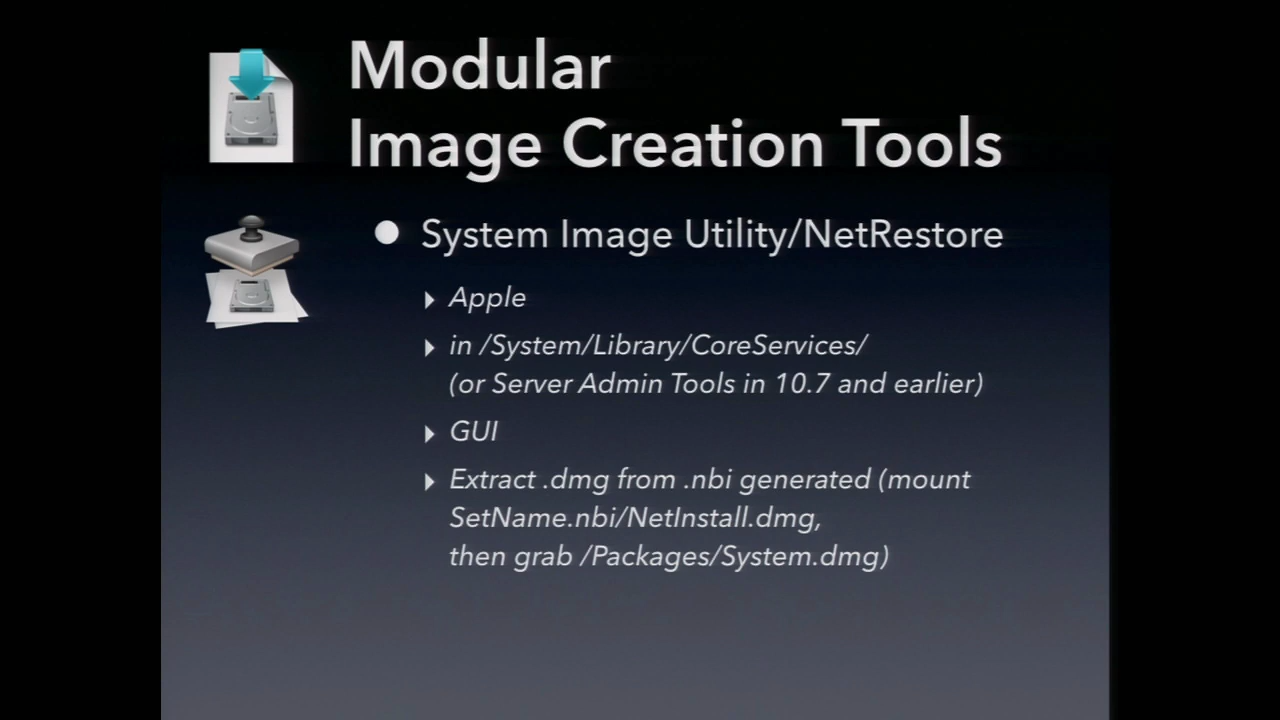 Modular
Image Creation Tools
System Image Utility/NetRestore
Apple
in /System/Library/CoreServices/
(or Server Admin Tools in 10.7 and earlier)
GUI
Extract .dmg from .nbi generated (mount
SetName.nbi/NetInstall.dmg,
then grab /Packages/System.dmg)